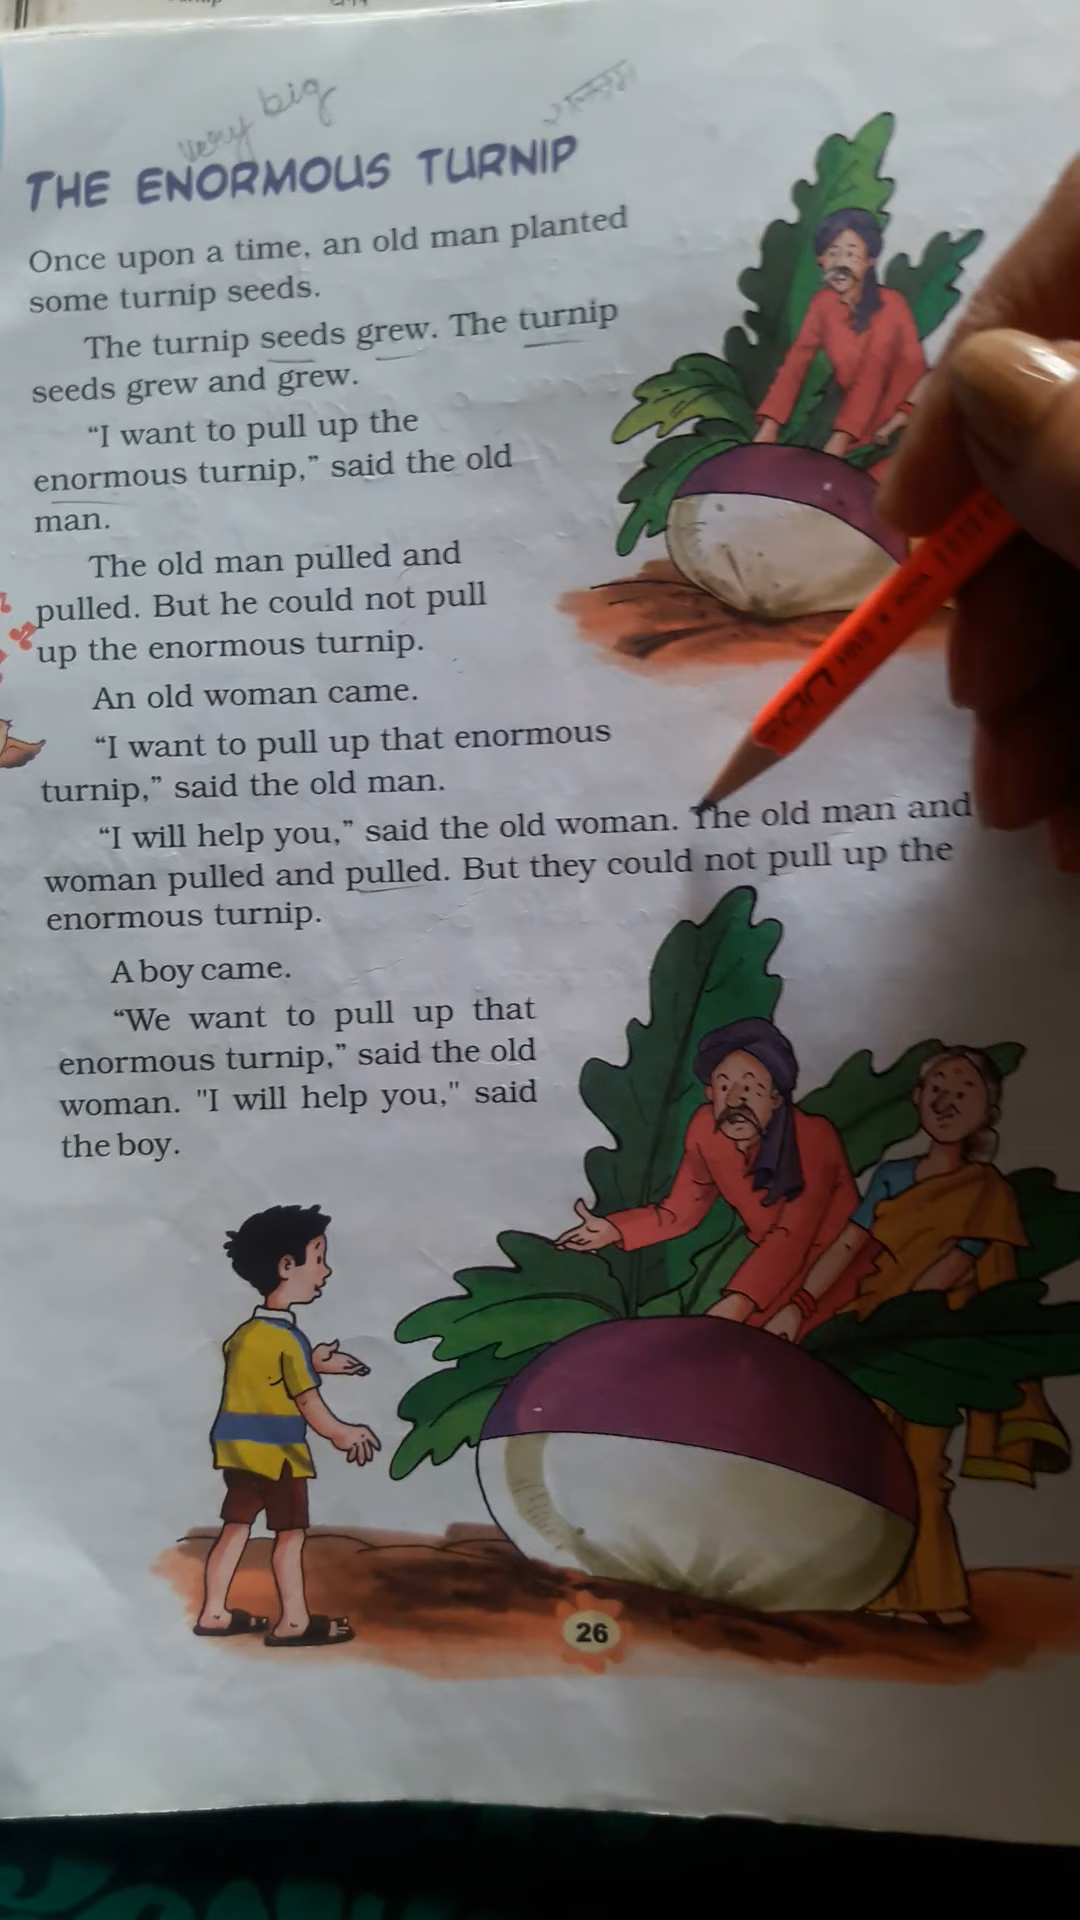 very big
THE ENORMOUS TURNIP
Once upon a time, an old man planted
some turnip seeds.
The turnip seeds grew. The turnip
seeds grew and grew.
“I want to pull up the
enormous turnip,” said the old
man.
The old man pulled and
pulled. But he could not pull
up the enormous turnip.
An old woman came.
“I want to pull up that enormous
turnip,” said the old man.
“I will help you,” said the old woman. The old man and
woman pulled and pulled. But they could not pull up the
enormous turnip.
A boy came.
“We want to pull up that
enormous turnip,” said the old
woman. "I will help you," said
the boy.
26